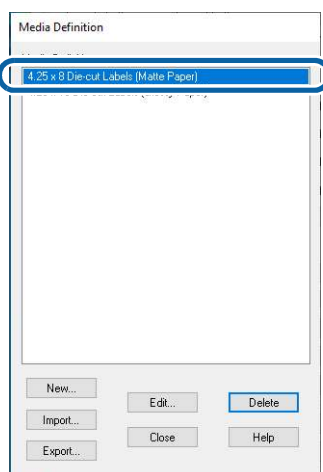 Media Definition
4.25 x 8 Die-cut Labels (Matte Paper)
New...
Edit...
Delete
Import...
Close
Help
Export...